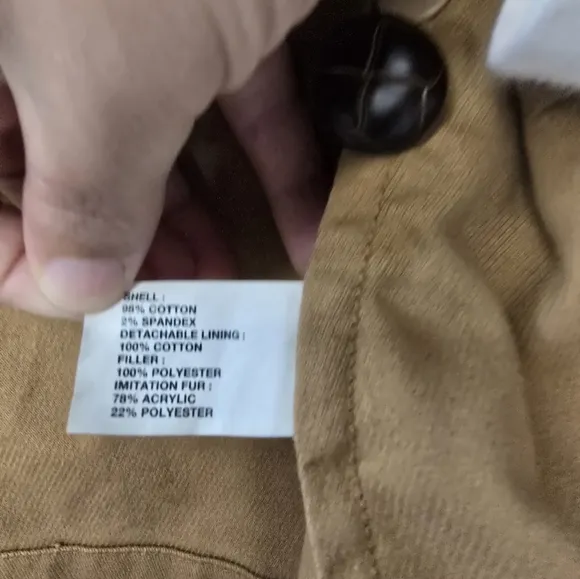 SHELL :
98% COTTON
2% SPANDEX
DETACHABLE LINING :
100% COTTON
FILLER :
100% POLYESTER
IMITATION FUR :
78% ACRYLIC
22% POLYESTER